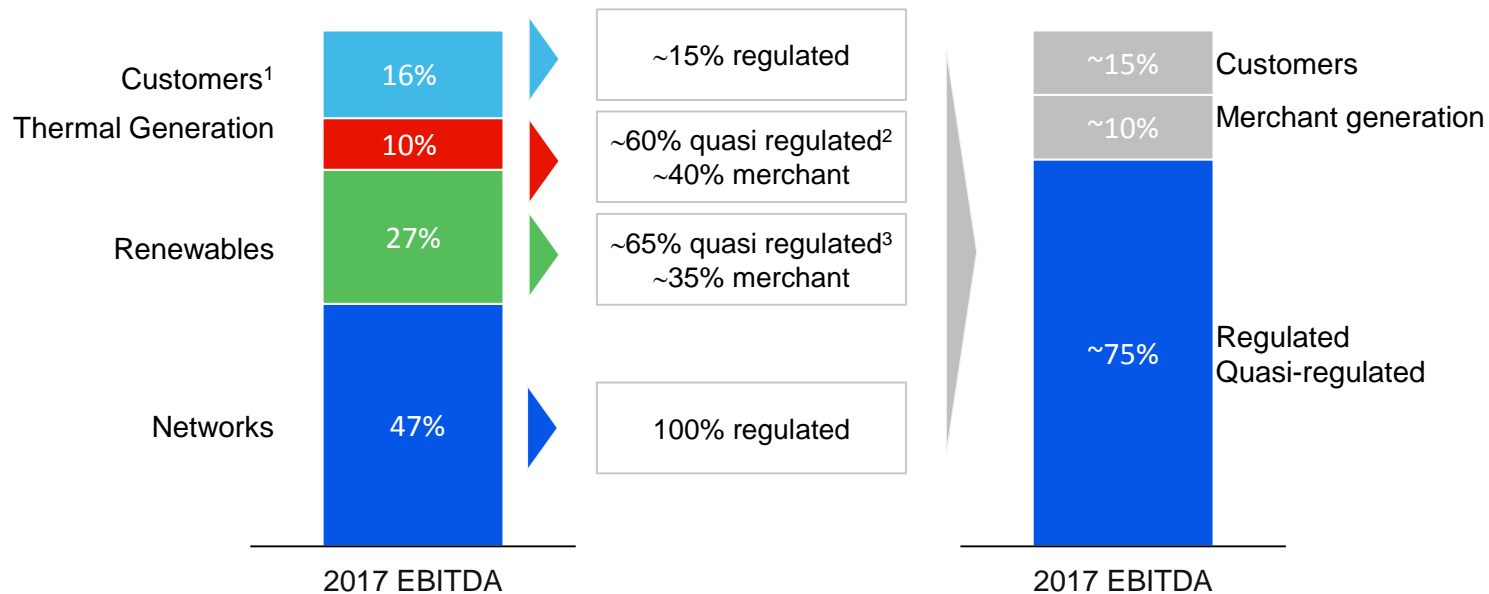 Customers¹
Thermal Generation
Renewables
Networks
16%
10%
27%
47%
2017 EBITDA
∼15% regulated
∼60% quasi regulated²
∼40% merchant
∼65% quasi regulated³
∼35% merchant
100% regulated
~15%
~10%
~75%
Customers
Merchant generation
Regulated
Quasi-regulated
2017 EBITDA